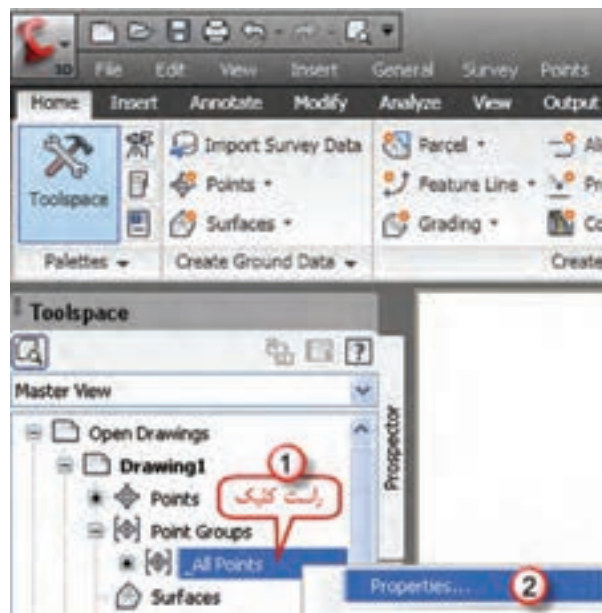 3D
File Edit View Insert General Survey Points
Home Insert Annotate Modify Analyze View Output
Toolspace
Import Survey Data
Points
Surfaces
Parcel
Feature Line
Grading
Palettes
Create Ground Data
Create
Toolspace
Master View
Prospector
Open Drawings
Drawing1
1
راست کلیک
Points
Point Groups
_All Points
Properties...
2
Surfaces